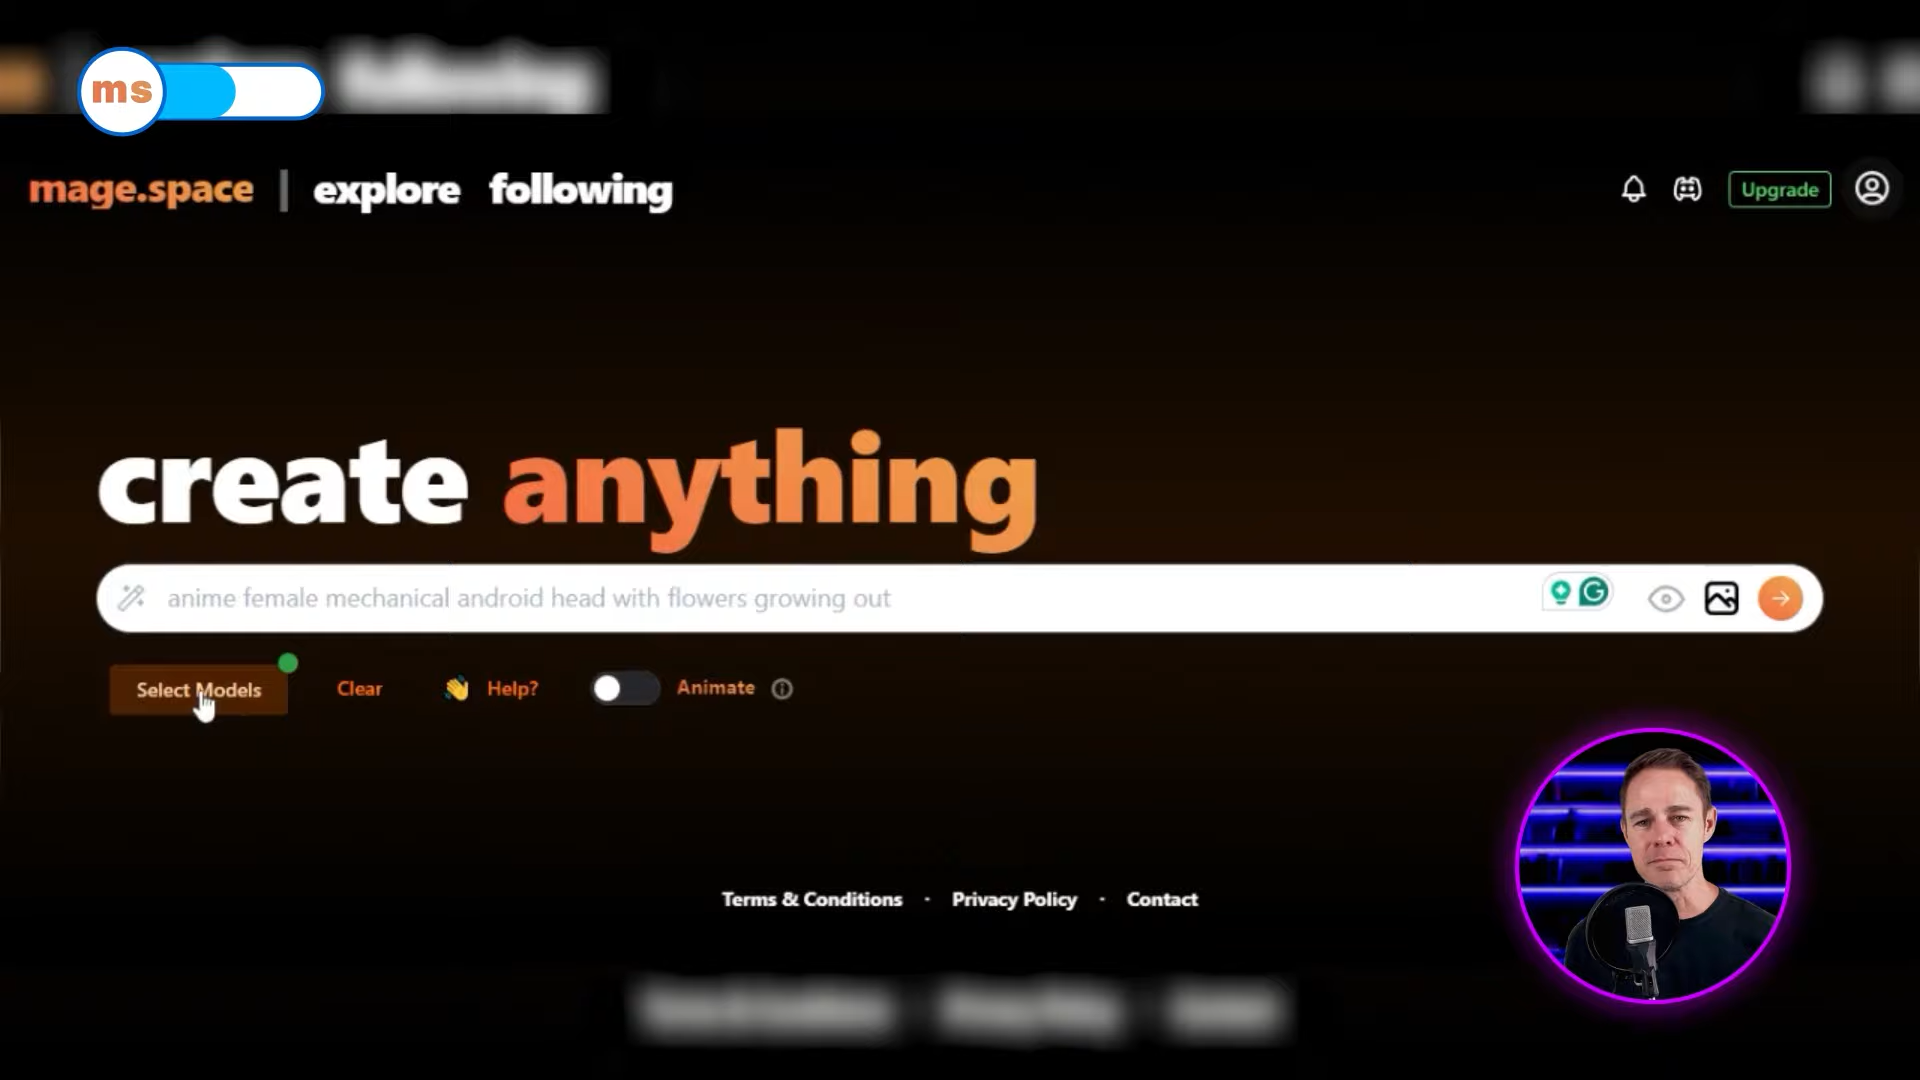 ms
mage.space | explore following
Upgrade
create anything
anime female mechanical android head with flowers growing out
Select Models Clear 👋 Help? Animate
Terms & Conditions · Privacy Policy · Contact